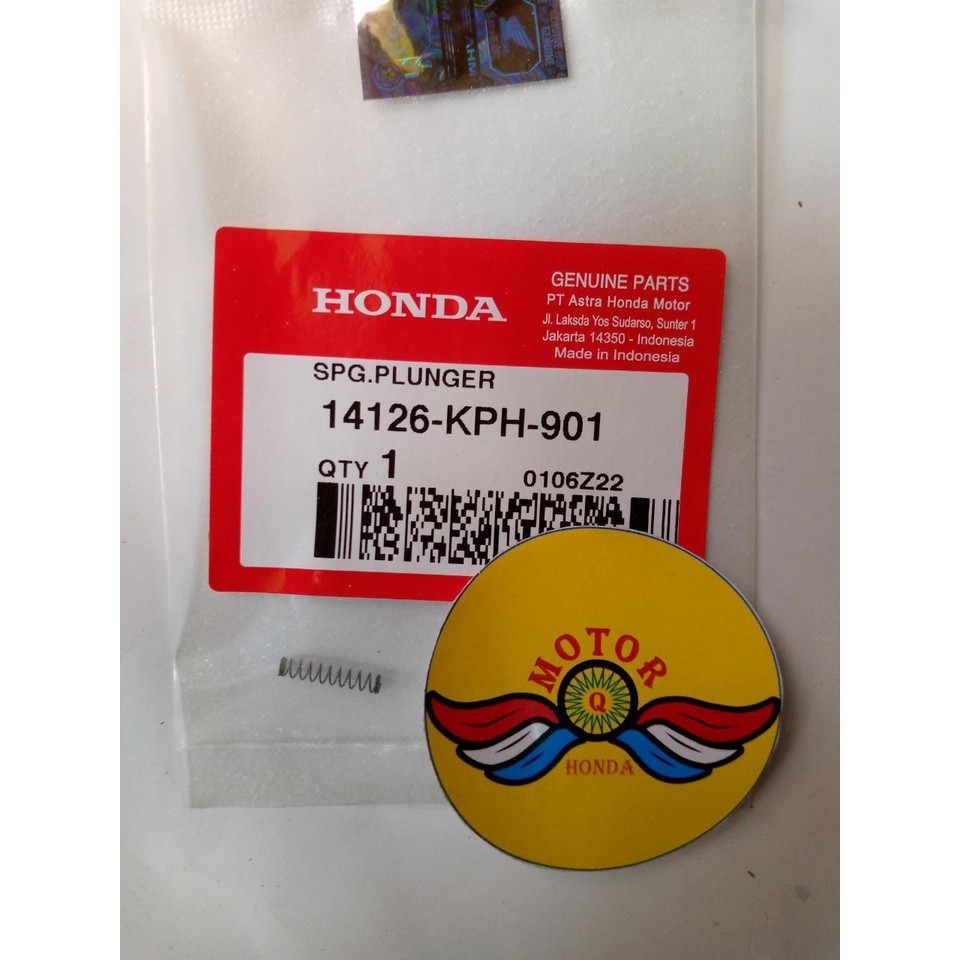 HONDA
GENUINE PARTS
PT Astra Honda Motor
Jl. Laksda Yos Sudarso, Sunter 1
Jakarta 14350 - Indonesia
Made in Indonesia
SPG.PLUNGER
14126-KPH-901
QTY 1
0106Z22
MOTOR
Q
HONDA